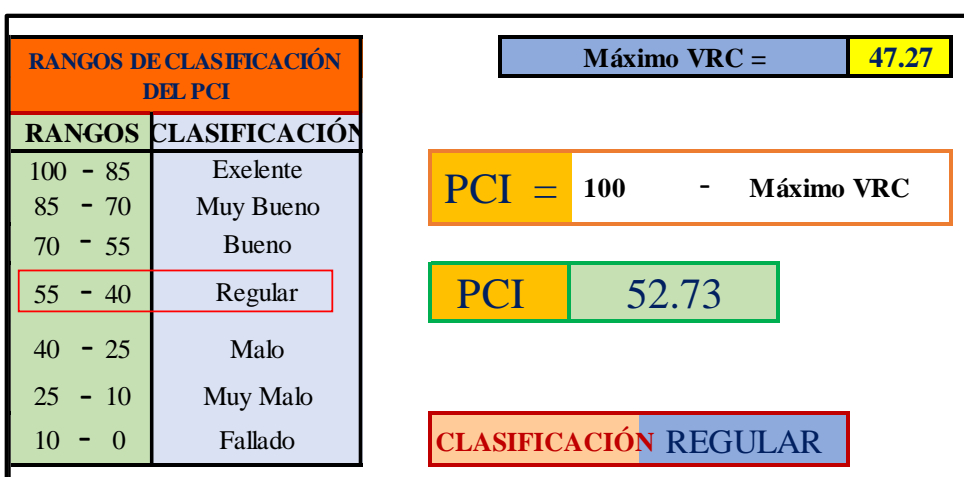 RANGOS DE CLASIFICACIÓN
DEL PCI
RANGOS CLASIFICACIÓN
100 - 85 Exelente
85 - 70 Muy Bueno
70 - 55 Bueno
55 - 40 Regular
40 - 25 Malo
25 - 10 Muy Malo
10 - 0 Fallado
Máximo VRC = 47.27
PCI = 100 - Máximo VRC
PCI 52.73
CLASIFICACIÓN REGULAR